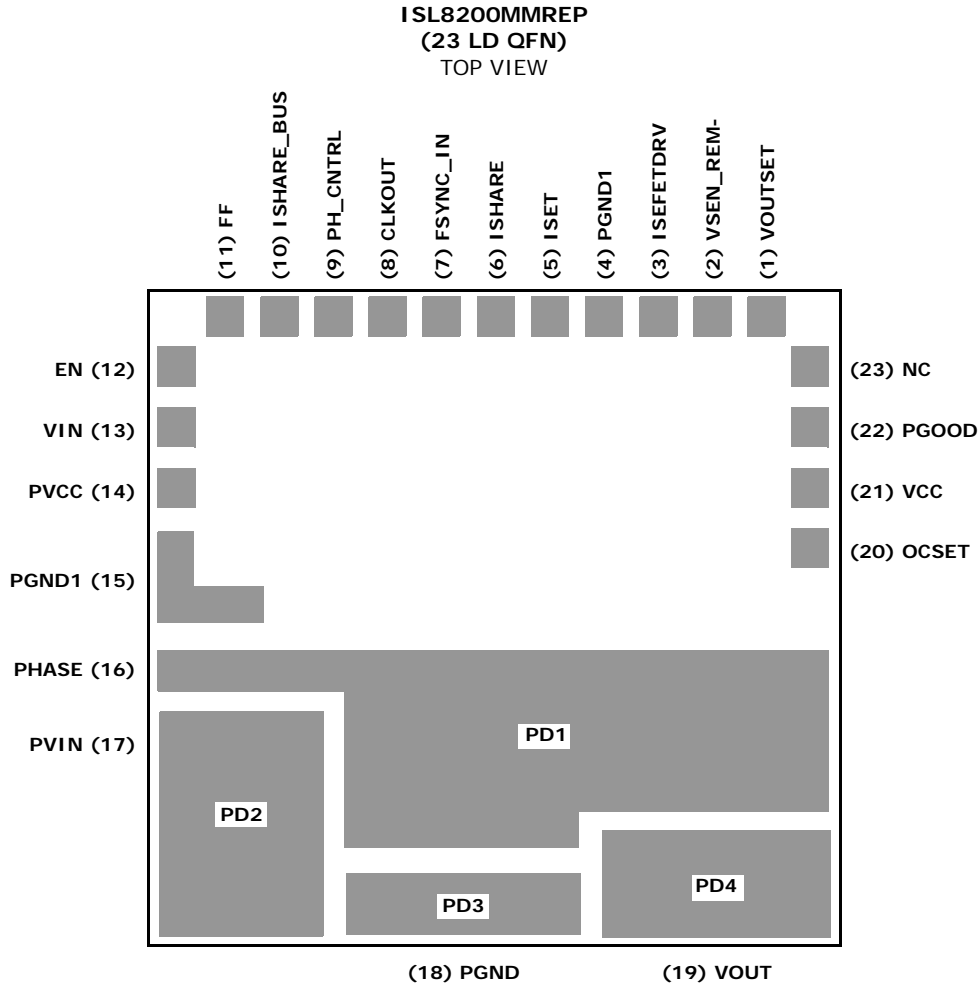 ISL8200MMREP
(23 LD QFN)
TOP VIEW
(11) FF
(10) ISHARE_BUS
(9) PH_CNTRL
(8) CLKOUT
(7) FSYNC_IN
(6) ISHARE
(5) ISET
(4) PGND1
(3) ISEFETDRV
(2) VSEN_REM-
(1) VOUTSET
EN (12)
(23) NC
VIN (13)
(22) PGOOD
PVCC (14)
(21) VCC
(20) OCSET
PGND1 (15)
PHASE (16)
PD1
PVIN (17)
PD2
PD4
PD3
(18) PGND
(19) VOUT